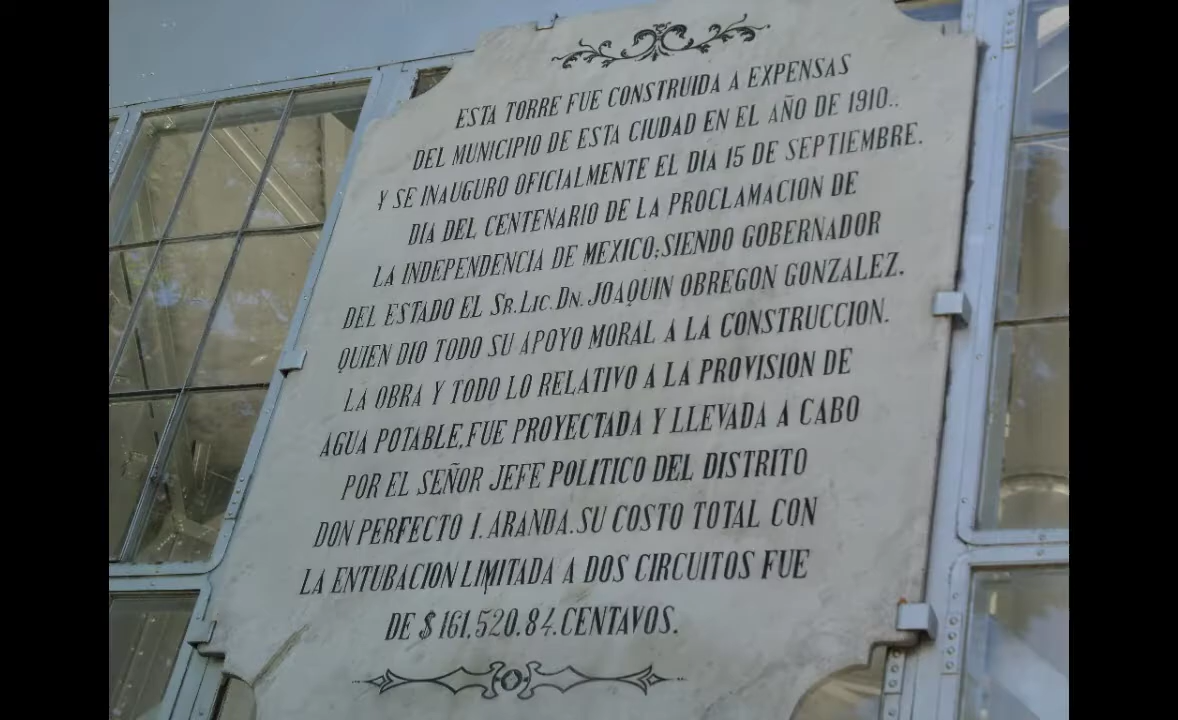 ESTA TORRE FUE CONSTRUIDA A EXPENSAS
DEL MUNICIPIO DE ESTA CIUDAD EN EL AÑO DE 1910..
Y SE INAUGURO OFICIALMENTE EL DIA 15 DE SEPTIEMBRE.
DIA DEL CENTENARIO DE LA PROCLAMACION DE
LA INDEPENDENCIA DE MEXICO;SIENDO GOBERNADOR
DEL ESTADO EL SR.LIC.DN.JOAQUIN OBREGON GONZALEZ.
QUIEN DIO TODO SU APOYO MORAL A LA CONSTRUCCION.
LA OBRA Y TODO LO RELATIVO A LA PROVISION DE
AGUA POTABLE,FUE PROYECTADA Y LLEVADA A CABO
POR EL SEÑOR JEFE POLITICO DEL DISTRITO
DON PERFECTO I. ARANDA.SU COSTO TOTAL CON
LA ENTUBACION LIMITADA A DOS CIRCUITOS FUE
DE $161.520.84.CENTAVOS.